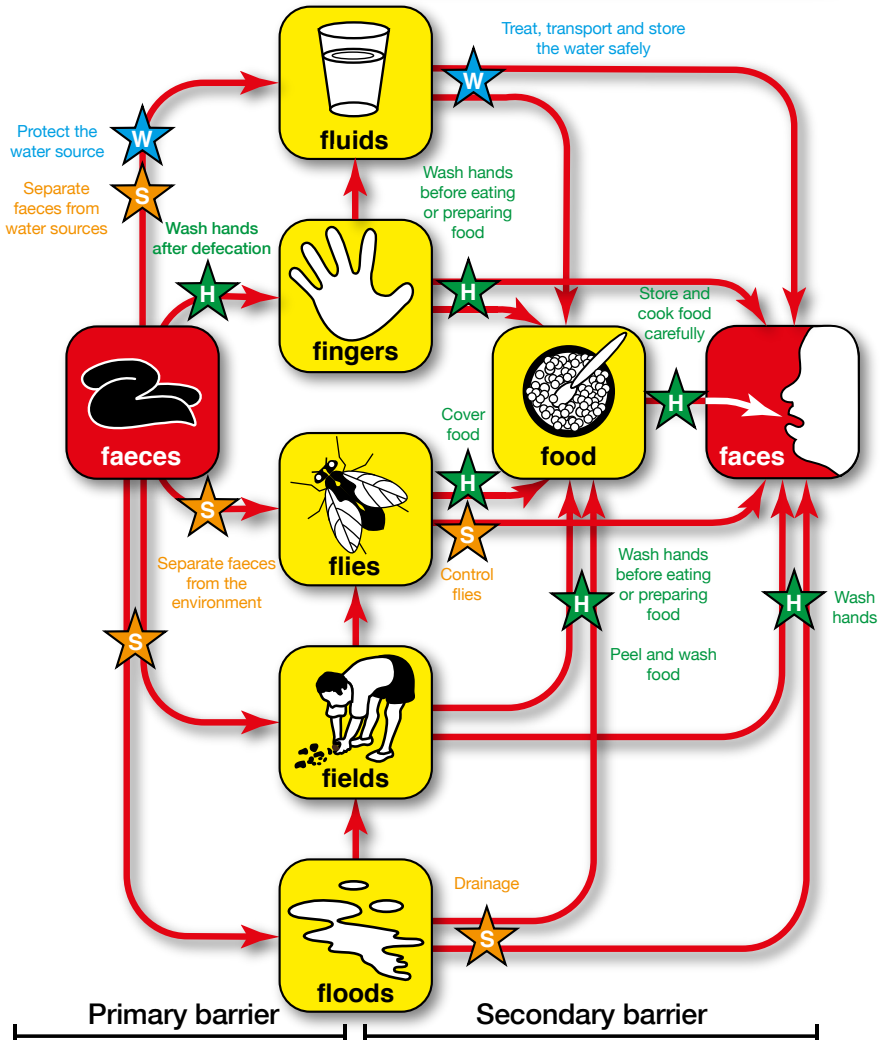 Treat, transport and store
the water safely
W
fluids
Protect the
water source
W
Separate
faeces from
water sources
S
Wash hands
after defecation
H
Wash hands
before eating
or preparing
food
H
fingers
Store and
cook food
carefully
H
faeces
food
faces
Cover
food
H
S
flies
S
Control
flies
Separate faeces
from the
environment
S
Wash hands
before eating
or preparing
food
H
Peel and wash
food
H
Wash
hands
fields
Drainage
S
floods
Primary barrier
Secondary barrier